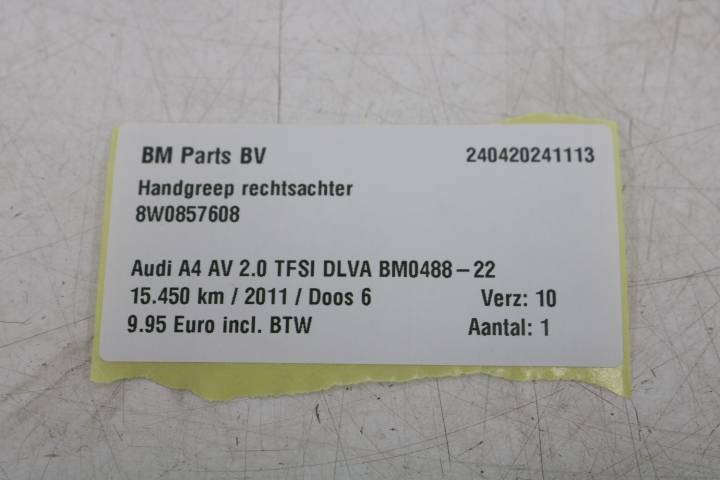 BM Parts BV 240420241113
Handgreep rechtsachter
8W0857608
Audi A4 AV 2.0 TFSI DLVA BM0488-22
15.450 km / 2011 / Doos 6 Verz: 10
9.95 Euro incl. BTW Aantal: 1